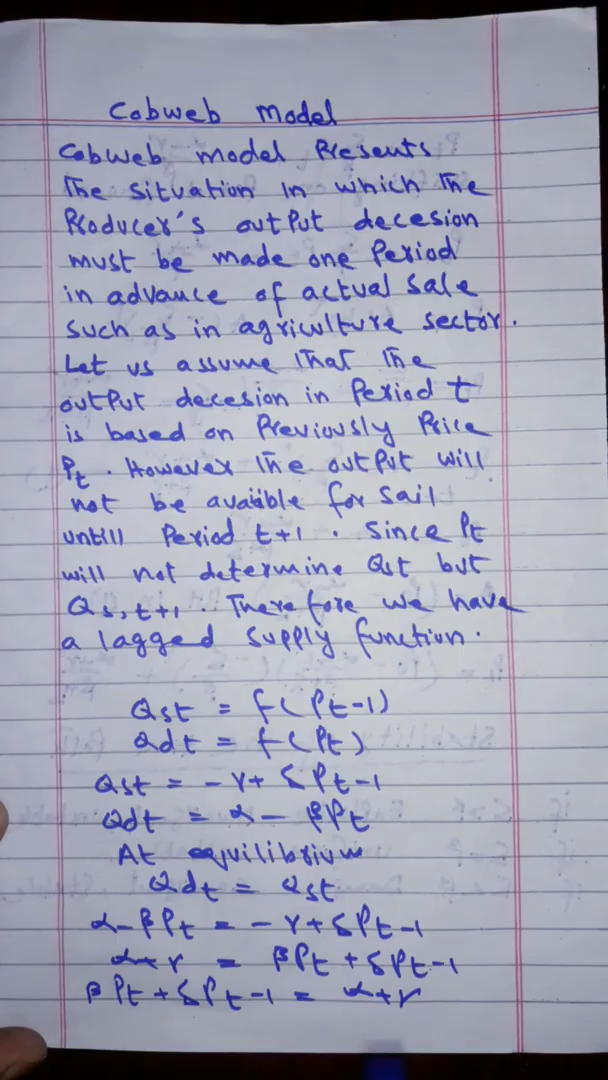 Cobweb Model
Cobweb model Presents
The situation in which The
Producer's output decesion
must be made one Period
in advance of actual sale
such as in agriculture sector.
Let us assume That The
output decesion in Period t
is based on Previously Price
Pt. However The output will
not be avaiible for sail
untill Period t+1. Since Pt
will not determine Qst but
Qs,t+1. Therefore we have
a lagged supply function.
Qst = f(Pt-1)
Qdt = f(Pt)
Qst = -γ+ δPt-1
Qdt = α - βPt
At equilibrium
Qdt = Qst
α-βPt = -γ+δPt-1
α+γ = βPt+δPt-1
βPt+δPt-1 = α+γ